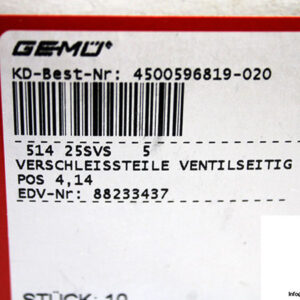 GEMÜ
KD-Best-Nr: 4500596819-020
514 25SVS 5
VERSCHLEISSTEILE VENTILSEITIG
POS 4,14
EDV-Nr: 88233437
STÜCK: 10